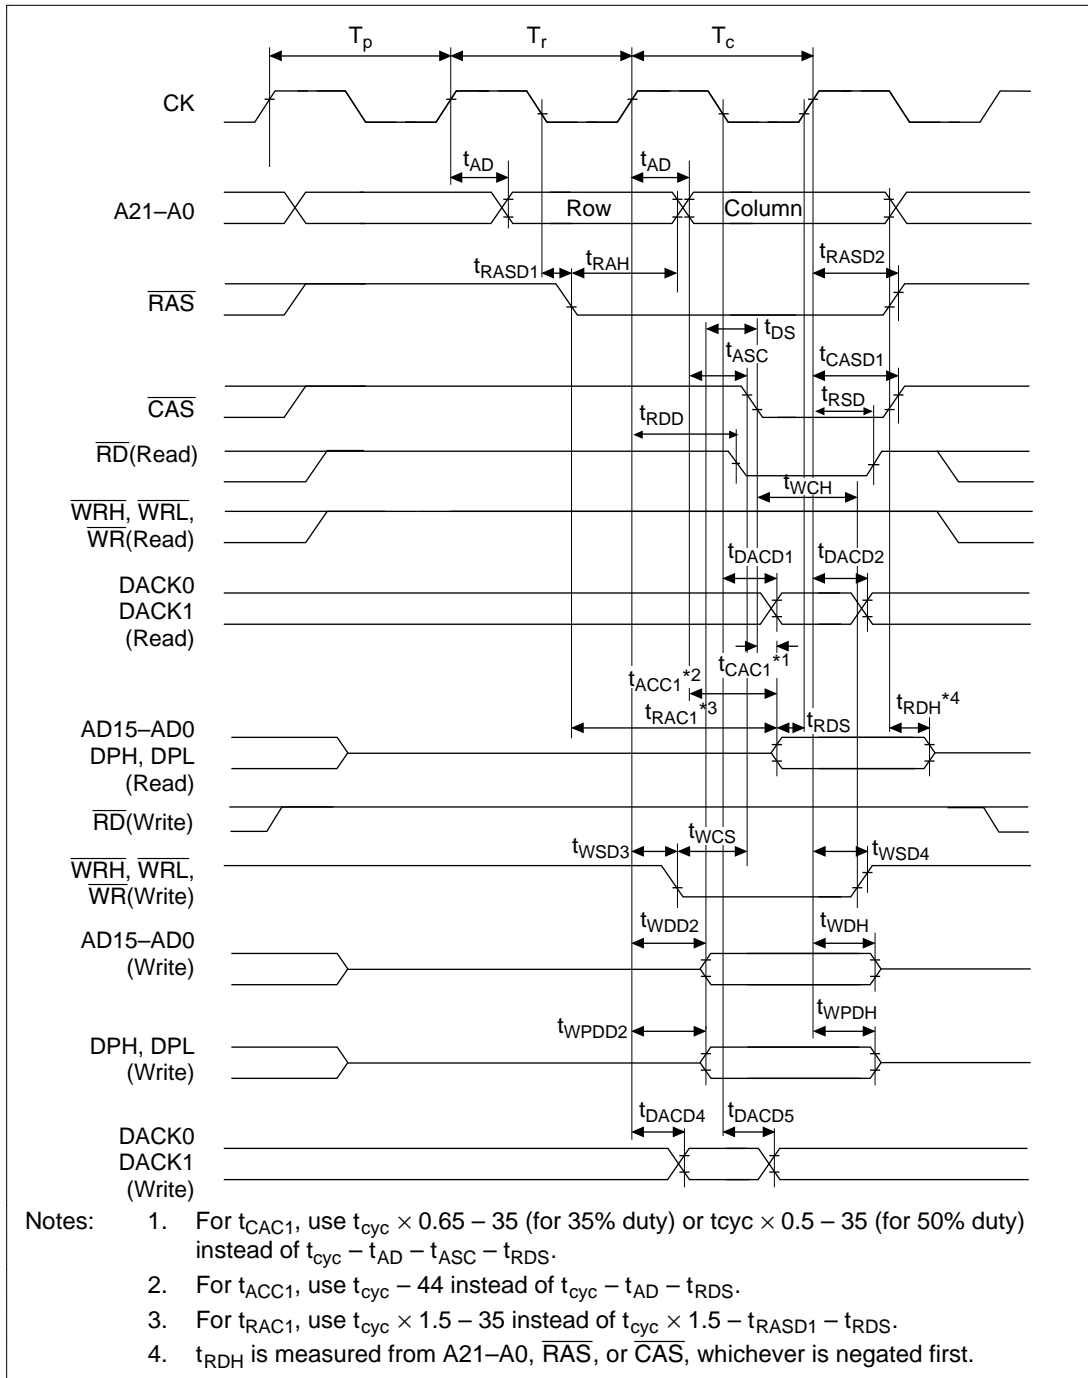 Tp Tr Tc
CK
tAD tAD
A21–A0 Row Column
tRASD1 tRAH tRASD2
RAS
tDS
tASC tCASD1
CAS
tRDD tRSD
RD(Read)
tWCH
WRH, WRL,
WR(Read)
tDACD1 tDACD2
DACK0
DACK1
(Read)
tCAC1*1
tACC1*2
tRAC1*3 tRDS tRDH*4
AD15–AD0
DPH, DPL
(Read)
RD(Write)
tWSD3 tWCS tWSD4
WRH, WRL,
WR(Write)
tWDD2 tWDH
AD15–AD0
(Write)
tWPDD2 tWPDH
DPH, DPL
(Write)
tDACD4 tDACD5
DACK0
DACK1
(Write)
Notes: 1. For tCAC1, use tcyc × 0.65 – 35 (for 35% duty) or tcyc × 0.5 – 35 (for 50% duty)
instead of tcyc – tAD – tASC – tRDS.
2. For tACC1, use tcyc – 44 instead of tcyc – tAD – tRDS.
3. For tRAC1, use tcyc × 1.5 – 35 instead of tcyc × 1.5 – tRASD1 – tRDS.
4. tRDH is measured from A21–A0, RAS, or CAS, whichever is negated first.